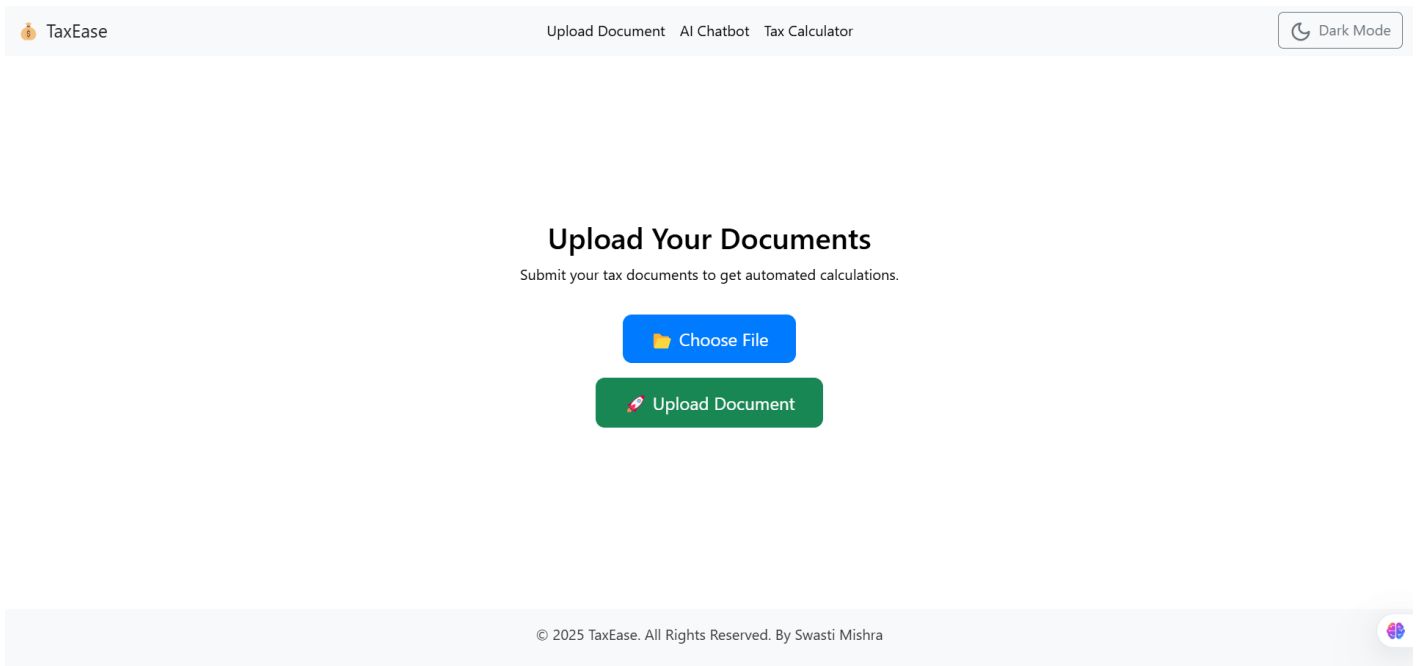 TaxEase
Upload Document AI Chatbot Tax Calculator
Dark Mode
Upload Your Documents
Submit your tax documents to get automated calculations.
Choose File
Upload Document
© 2025 TaxEase. All Rights Reserved. By Swasti Mishra